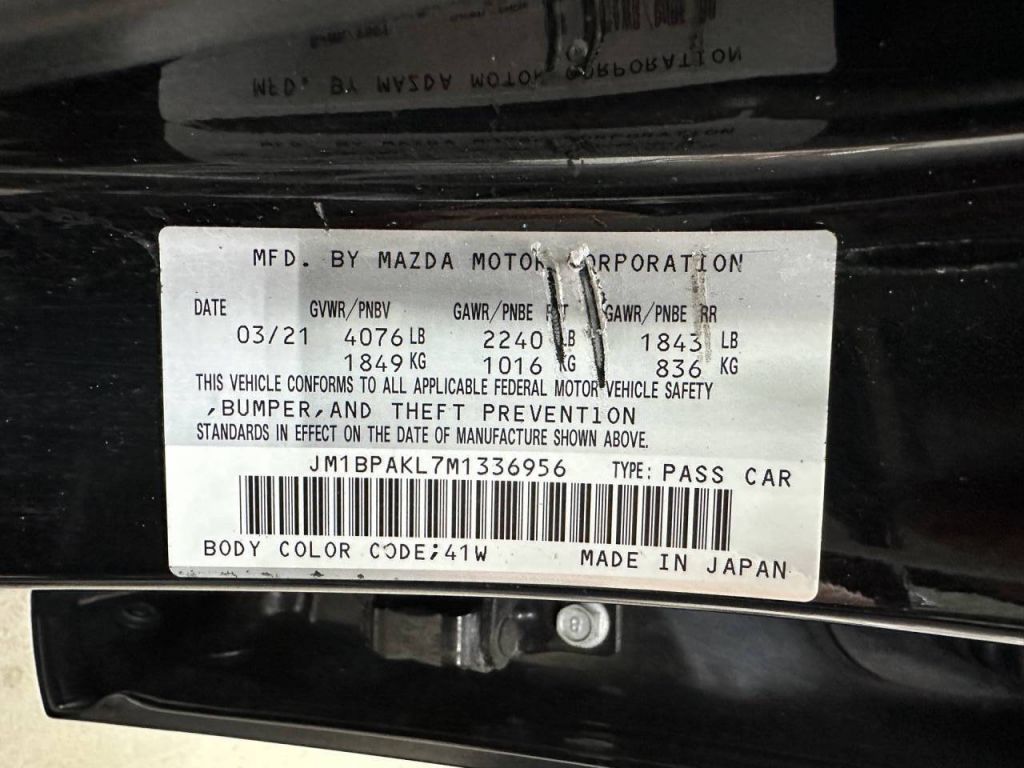 MFD. BY MAZDA MOTOR CORPORATION
DATE GVWR/PNBV GAWR/PNBE FRT GAWR/PNBE RR
03/21 4076 LB 2240 LB 1843 LB
1849 KG 1016 KG 836 KG
THIS VEHICLE CONFORMS TO ALL APPLICABLE FEDERAL MOTOR VEHICLE SAFETY
,BUMPER,AND THEFT PREVENTION
STANDARDS IN EFFECT ON THE DATE OF MANUFACTURE SHOWN ABOVE.
JM1BPAKL7M1336956 TYPE: PASS CAR
BODY COLOR CODE;41W MADE IN JAPAN